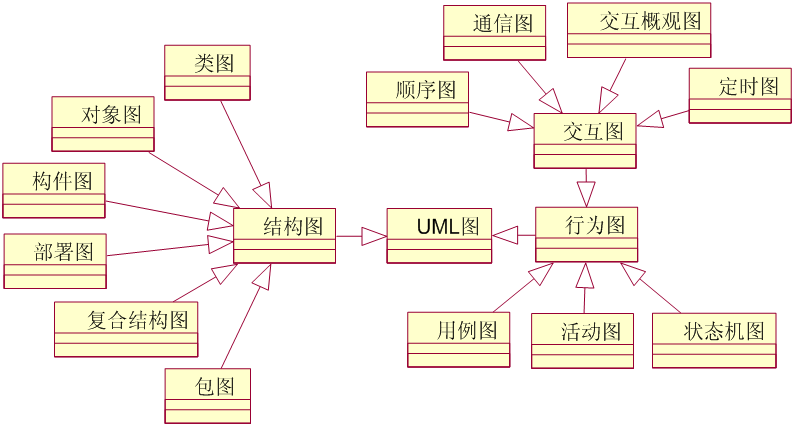 通信图
交互概观图
类图
顺序图
定时图
对象图
交互图
构件图
结构图
UML图
行为图
部署图
复合结构图
用例图
活动图
状态机图
包图